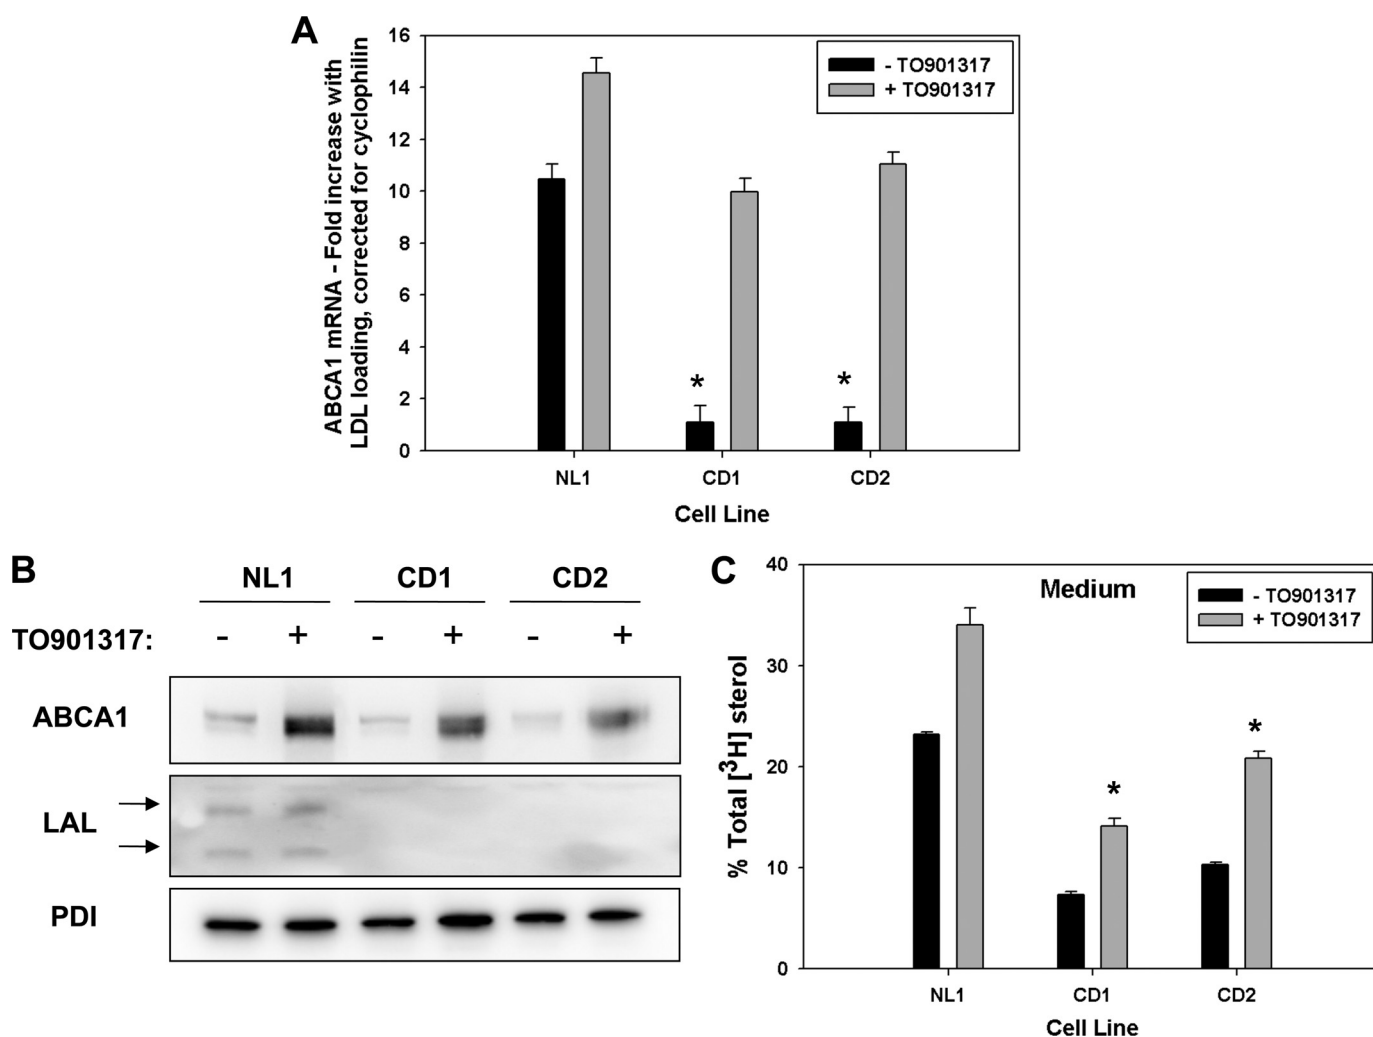 A
ABCA1 mRNA - Fold increase with
LDL loading, corrected for cyclophilin
16
14
12
10
8
6
4
2
0
- TO901317
+ TO901317
*
*
NL1
CD1
CD2
Cell Line
B
NL1
CD1
CD2
TO901317:
-
+
-
+
-
+
ABCA1
LAL
PDI
C
% Total [3H] sterol
40
30
20
10
0
Medium
- TO901317
+ TO901317
*
*
NL1
CD1
CD2
Cell Line